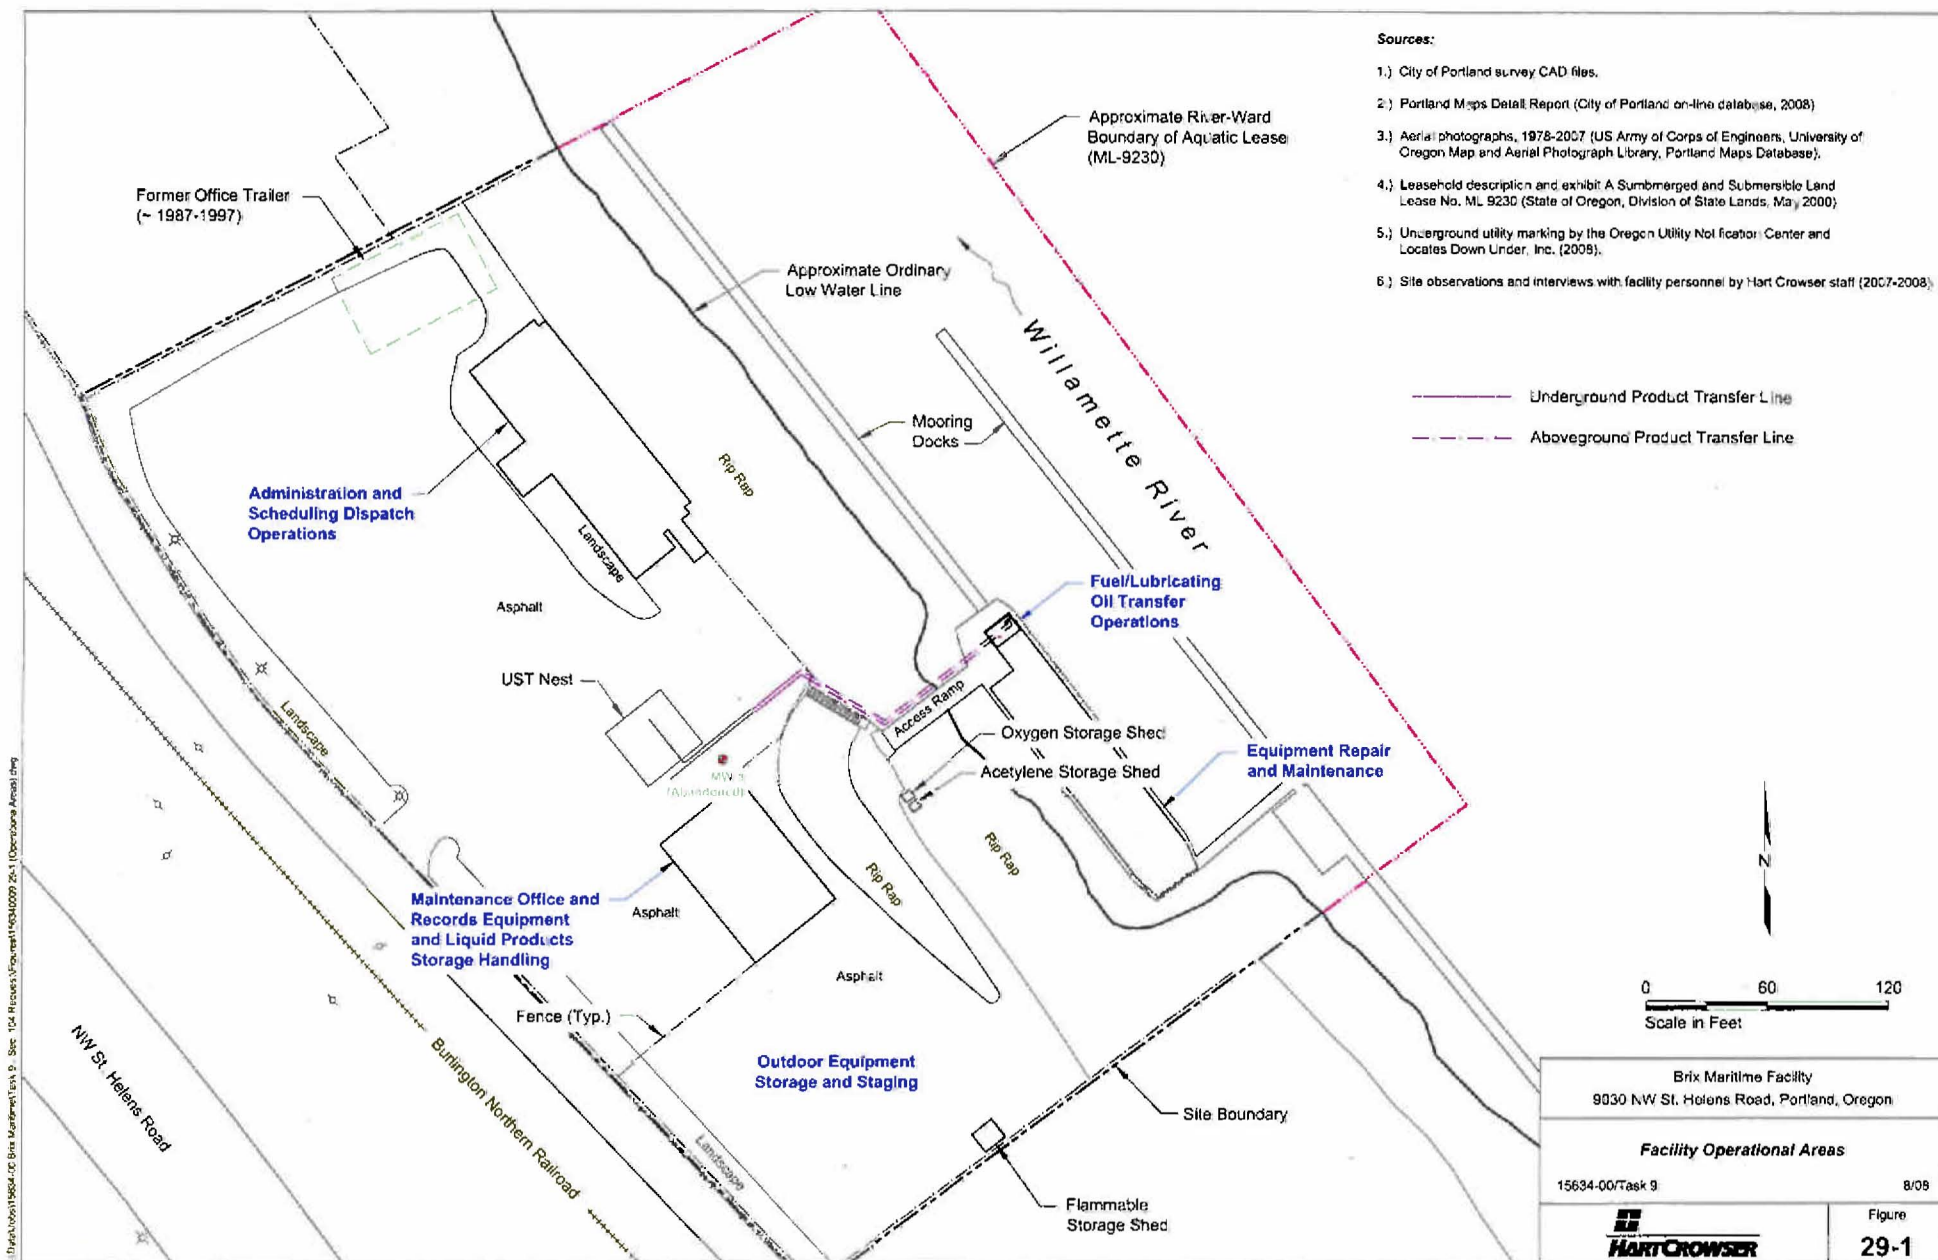 Sources:
1.) City of Portland survey CAD files.
2.) Portland Maps Detail Report (City of Portland on-line database, 2008)
3.) Aerial photographs, 1978-2007 (US Army of Corps of Engineers, University of
Oregon Map and Aerial Photograph Library, Portland Maps Database).
4.) Leasehold description and exhibit A Sumbmerged and Submersible Land
Lease No. ML 9230 (State of Oregon, Division of State Lands, May 2000)
5.) Underground utility marking by the Oregon Utility Notification Center and
Locates Down Under, Inc. (2008).
6.) Site observations and interviews with facility personnel by Hart Crowser staff (2007-2008)
Underground Product Transfer Line
Aboveground Product Transfer Line
Approximate River-Ward
Boundary of Aquatic Lease
(ML-9230)
Former Office Trailer
(~ 1987-1997)
Approximate Ordinary
Low Water Line
Willamette River
Mooring
Docks
Rip Rap
Administration and
Scheduling Dispatch
Operations
Landscape
Asphalt
Fuel/Lubricating
Oil Transfer
Operations
UST Nest
Landscape
Access Ramp
Oxygen Storage Shed
Acetylene Storage Shed
Equipment Repair
and Maintenance
(Abandoned)
Rip Rap
Rip Rap
Maintenance Office and
Records Equipment
and Liquid Products
Storage Handling
Asphalt
Asphalt
Fence (Typ.)
Outdoor Equipment
Storage and Staging
NW St. Helens Road
Burlington Northern Railroad
Landscape
Site Boundary
Flammable
Storage Shed
N
0 60 120
Scale in Feet
Brix Maritime Facility
9030 NW St. Helens Road, Portland, Oregon
Facility Operational Areas
15634-00/Task 9 8/08
HARTCROWSER
Figure
29-1